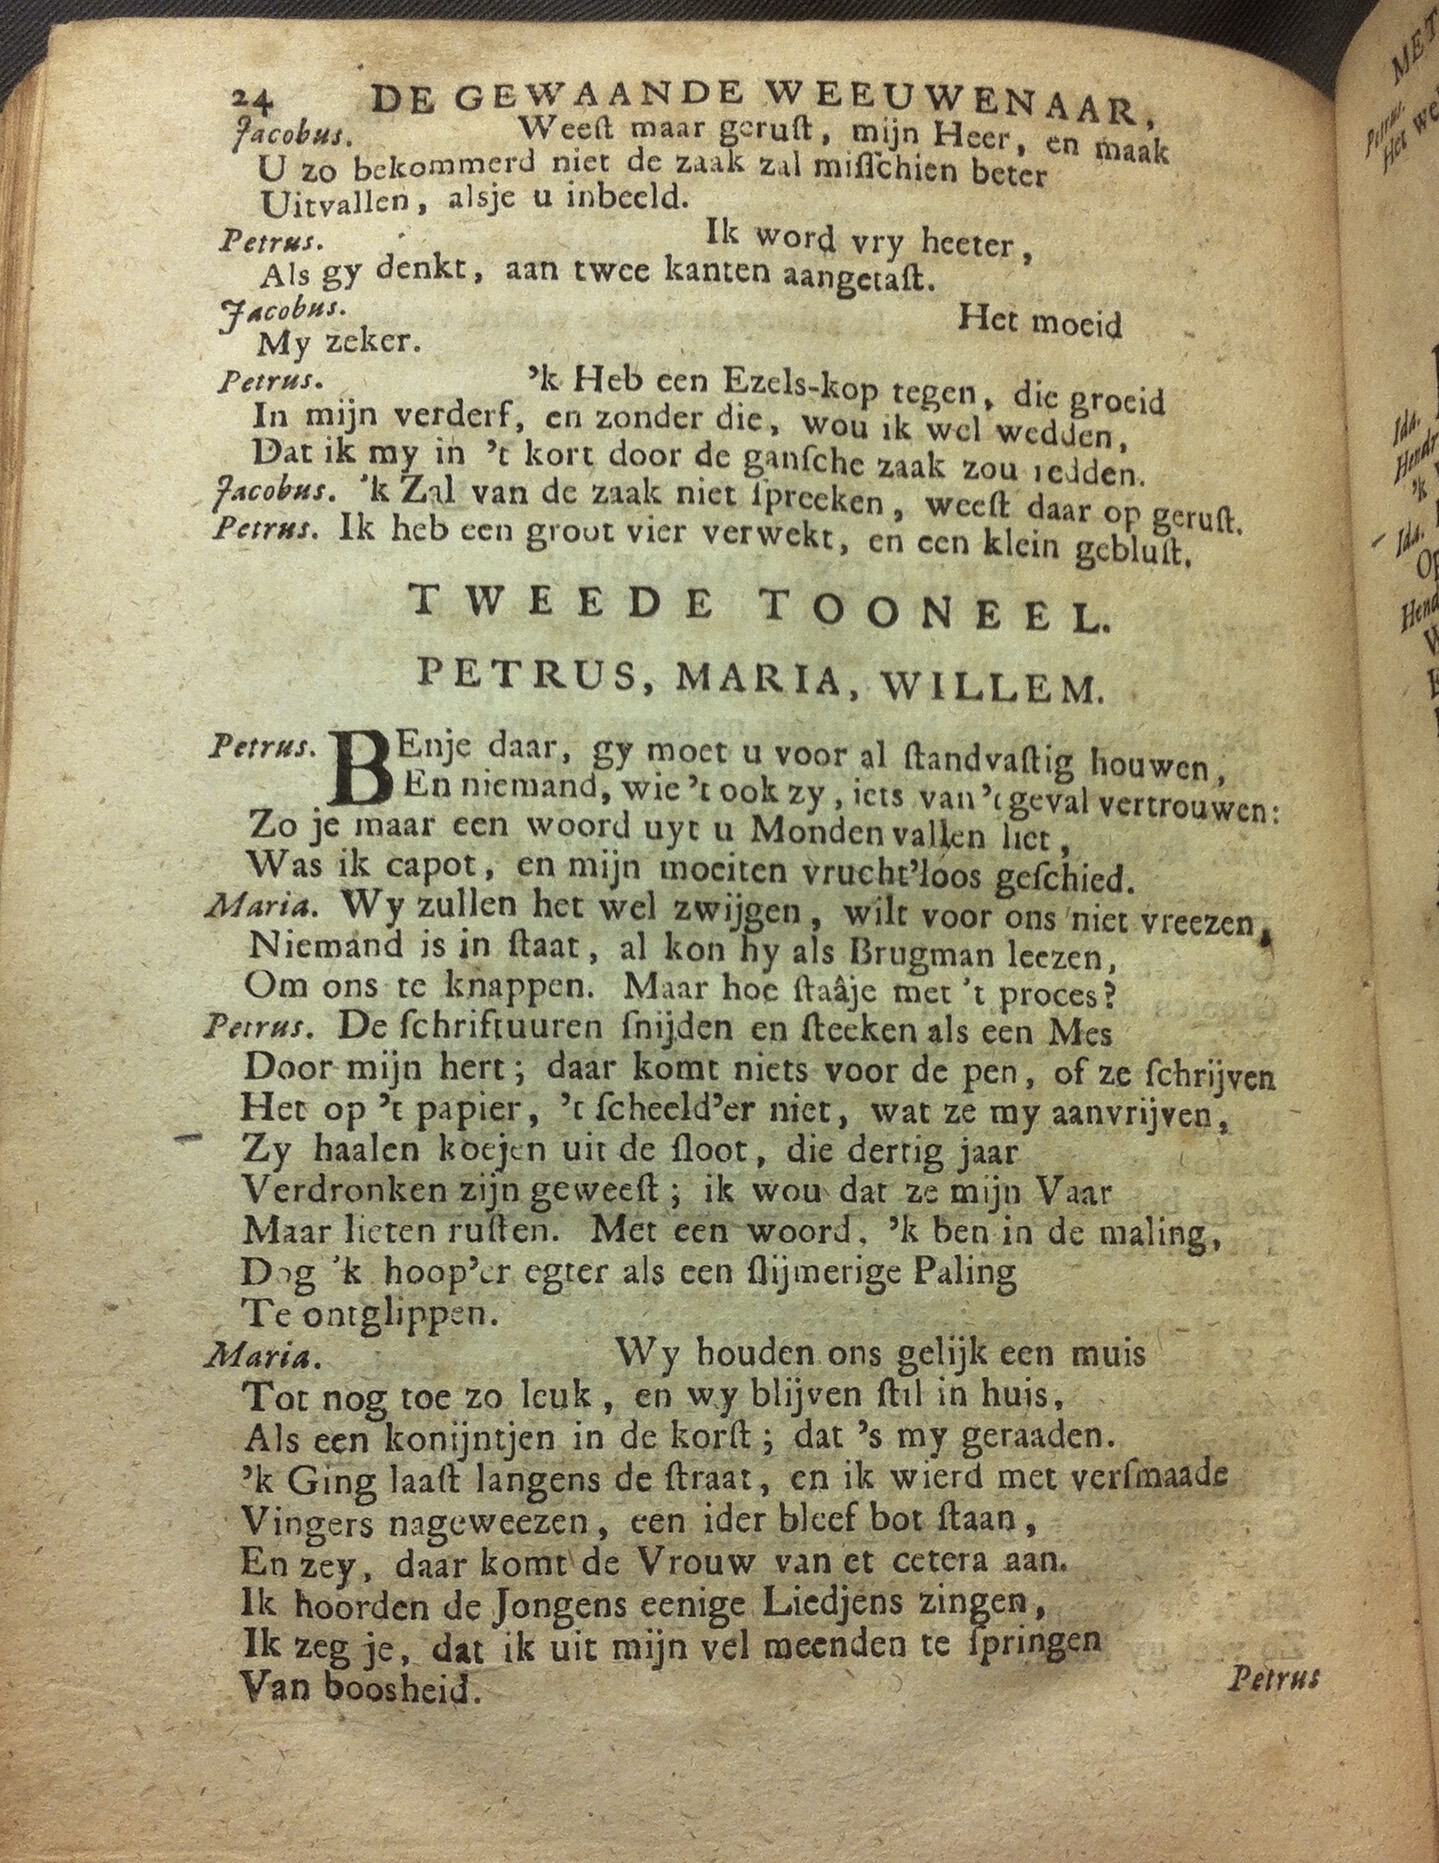 24 DE GEWAANDE WEEUWENAAR,
Jacobus. Weeſt maar geruſt, mijn Heer, en maak
U zo bekommerd niet de zaak zal miſſchien beter
Uitvallen, alsje u inbeeld.
Petrus. Ik word vry heeter,
Als gy denkt, aan twee kanten aangetaſt.
Jacobus. Het moeid
My zeker.
Petrus. 'k Heb een Ezels-kop tegen, die groeid
In mijn verderf, en zonder die, wou ik wel wedden,
Dat ik my in 't kort door de ganſche zaak zou redden.
Jacobus. 'k Zal van de zaak niet ſpreeken, weeſt daar op geruſt.
Petrus. Ik heb een groot vier verwekt, en een klein gebluſt.
TWEEDE TOONEEL.
PETRUS, MARIA, WILLEM.
Petrus. BEnje daar, gy moet u voor al ſtandvaſtig houwen,
En niemand, wie 't ook zy, iets van 't geval vertrouwen:
Zo je maar een woord uyt u Monden vallen liet,
Was ik capot, en mijn moeiten vrucht'loos geſchied.
Maria. Wy zullen het wel zwijgen, wilt voor ons niet vreezen,
Niemand is in ſtaat, al kon hy als Brugman leezen,
Om ons te knappen. Maar hoe ſtaâje met 't proces?
Petrus. De ſchriftuuren ſnijden en ſteeken als een Mes
Door mijn hert; daar komt niets voor de pen, of ze ſchrijven
Het op 't papier, 't ſcheeld'er niet, wat ze my aanvrijven,
Zy haalen koejen uit de ſloot, die dertig jaar
Verdronken zijn geweeſt; ik wou dat ze mijn Vaar
Maar lieten ruſten. Met een woord, 'k ben in de maling,
Dog 'k hoop'er egter als een ſlijmerige Paling
Te ontglippen.
Maria. Wy houden ons gelijk een muis
Tot nog toe zo leuk, en wy blijven ſtil in huis,
Als een konijntjen in de korſt; dat 's my geraaden.
'k Ging laaſt langens de ſtraat, en ik wierd met verſmaade
Vingers nageweezen, een ider bleef bot ſtaan,
En zey, daar komt de Vrouw van et cetera aan.
Ik hoorden de Jongens eenige Liedjens zingen,
Ik zeg je, dat ik uit mijn vel meenden te ſpringen
Van boosheid.
Petrus
MET
Petrus.
Het we
Ida.
Hendr
'k
Ida.
Op
Hend